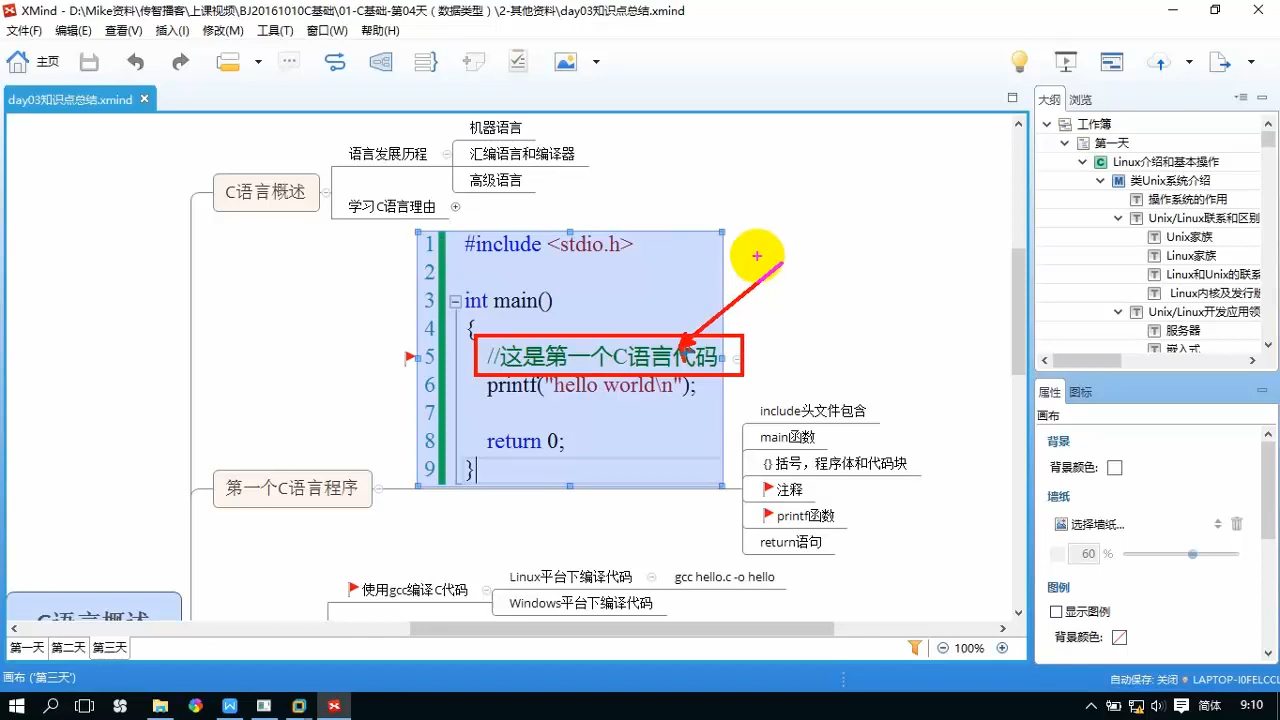 XMind - D:\Mike资料\传智播客\上课视频\BJ20161010C基础\01-C基础-第04天（数据类型）\2-其他资料\day03知识点总结.xmind
文件(F) 编辑(E) 查看(V) 插入(I) 修改(M) 工具(T) 窗口(W) 帮助(H)
主页
day03知识点总结.xmind
C语言概述
语言发展历程
机器语言
汇编语言和编译器
高级语言
学习C语言理由
1 #include <stdio.h>
2
3 int main()
4 {
5 //这是第一个C语言代码
6 printf("hello world\n");
7
8 return 0;
9 }
第一个C语言程序
include头文件包含
main函数
{} 括号，程序体和代码块
注释
printf函数
return语句
使用gcc编译C代码
Linux平台下编译代码
gcc hello.c -o hello
Windows平台下编译代码
C语言概述
第一天 第二天 第三天
100%
画布 ('第三天')
大纲 浏览
工作簿
第一天
Linux介绍和基本操作
类Unix系统介绍
操作系统的作用
Unix/Linux联系和区别
Unix家族
Linux家族
Linux和Unix的联系
Linux内核及发行版
Unix/Linux开发应用领
服务器
嵌入式
属性 图标
画布
背景
背景颜色:
墙纸
选择墙纸...
60 %
图例
显示图例
背景颜色:
自动保存: 关闭
LAPTOP-I0FELCCL
简体
9:10